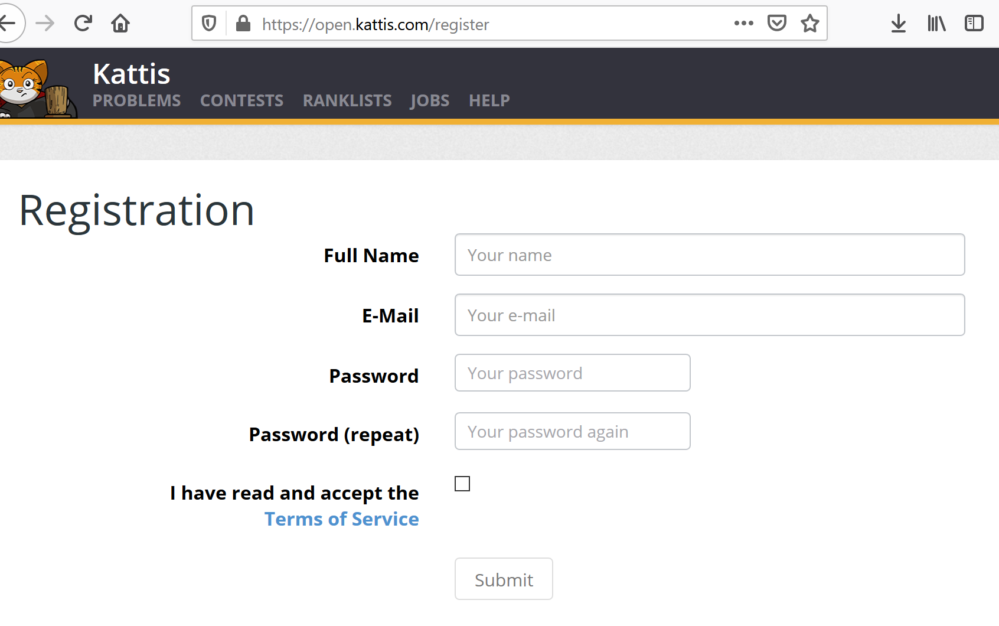 https://open.kattis.com/register
Kattis
PROBLEMS CONTESTS RANKLISTS JOBS HELP
Registration
Full Name Your name
E-Mail Your e-mail
Password Your password
Password (repeat) Your password again
I have read and accept the
Terms of Service
Submit